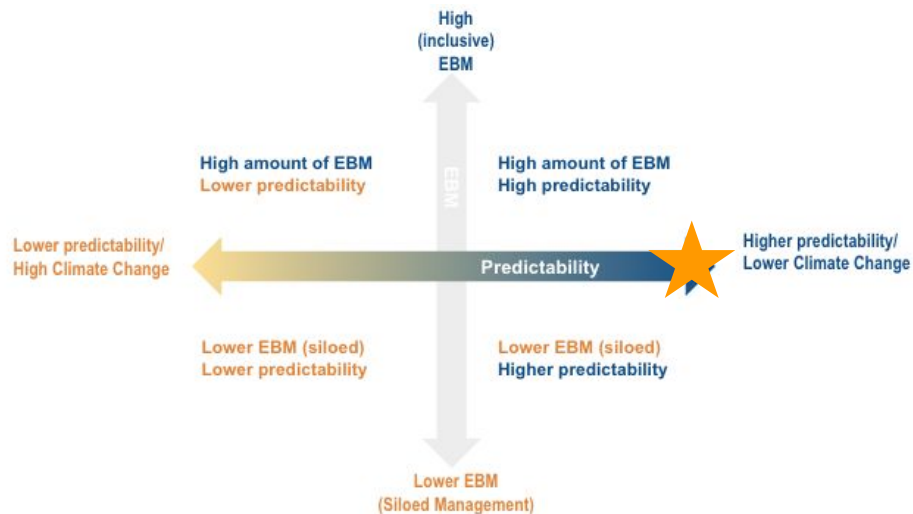 High
(inclusive)
EBM
High amount of EBM
Lower predictability
EBM
High amount of EBM
High predictability
Lower predictability/
High Climate Change
Predictability
Higher predictability/
Lower Climate Change
Lower EBM (siloed)
Lower predictability
Lower EBM (siloed)
Higher predictability
Lower EBM
(Siloed Management)